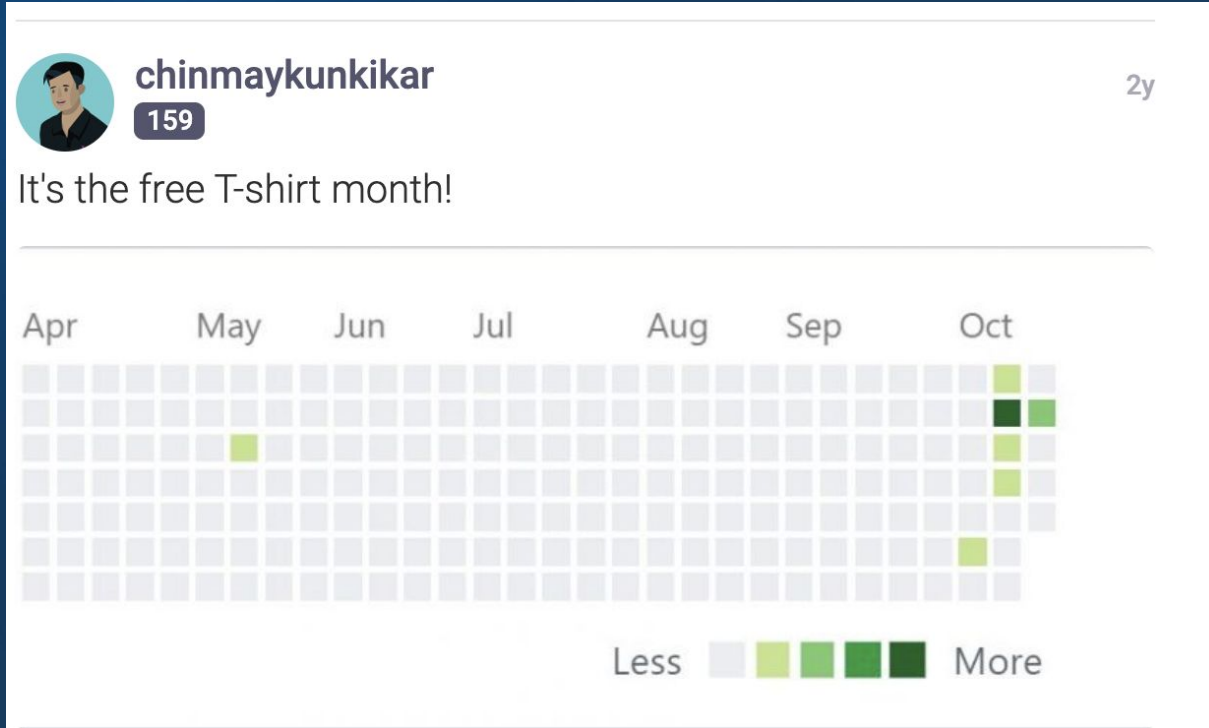 chinmaykunkikar
2y
159
It's the free T-shirt month!
Apr May Jun Jul Aug Sep Oct
Less More